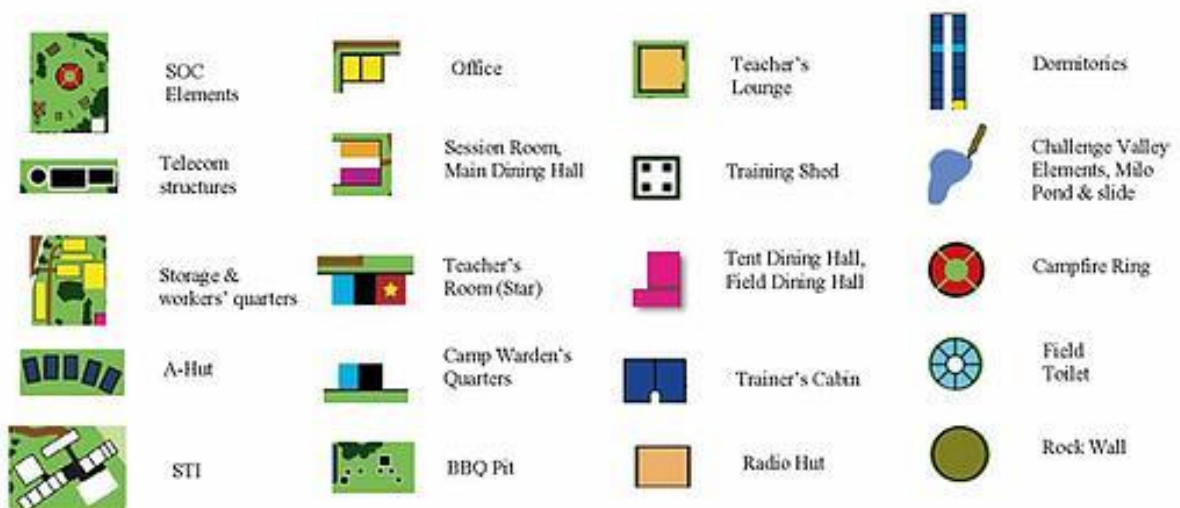 SOC
Elements
Office
Teacher's
Lounge
Dormitories
Telecom
structures
Session Room,
Main Dining Hall
Training Shed
Challenge Valley
Elements, Milo
Pond & slide
Storage &
workers' quarters
Teacher's
Room (Star)
Tent Dining Hall,
Field Dining Hall
Campfire Ring
A-Hut
Camp Warden's
Quarters
Trainer's Cabin
Field
Toilet
STI
BBQ Pit
Radio Hut
Rock Wall